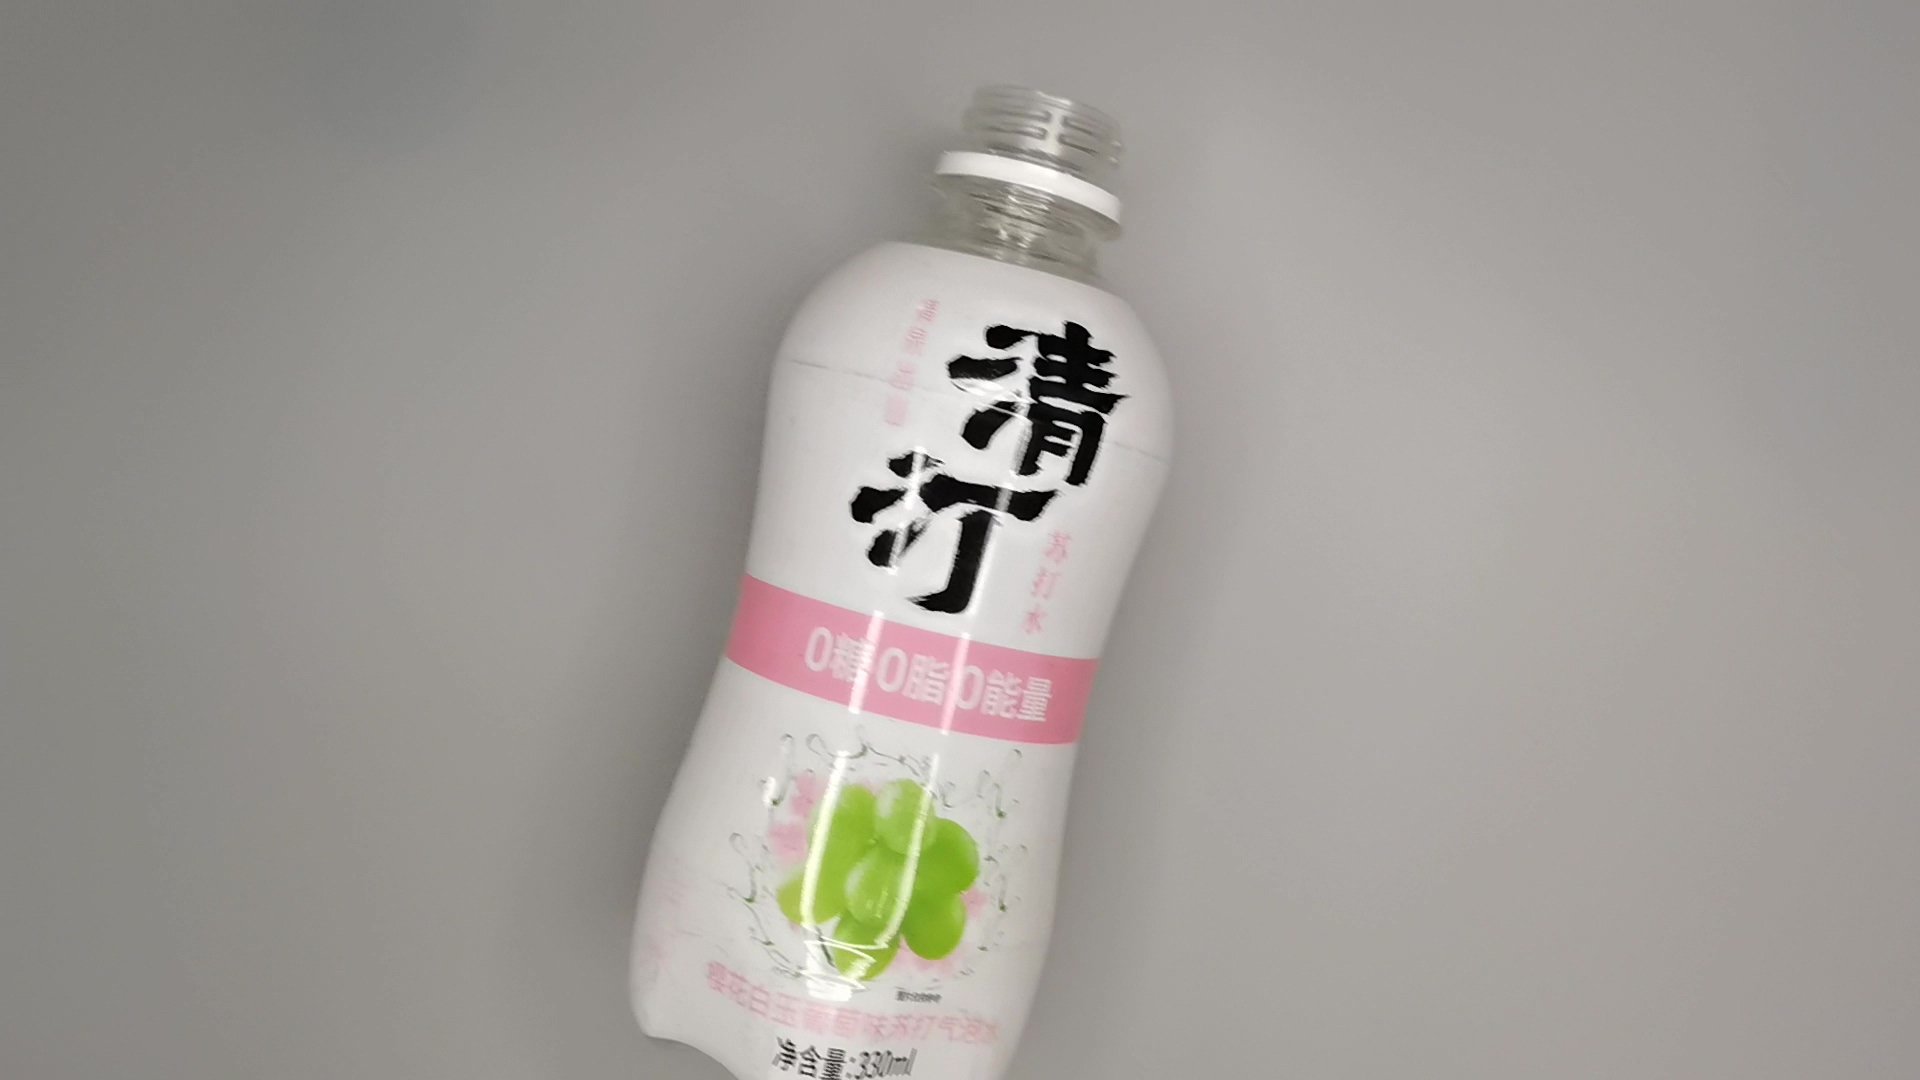 清汀
苏打水
0糖 0脂 0能量
樱花白玉葡萄味苏打气泡水
净含量:330ml